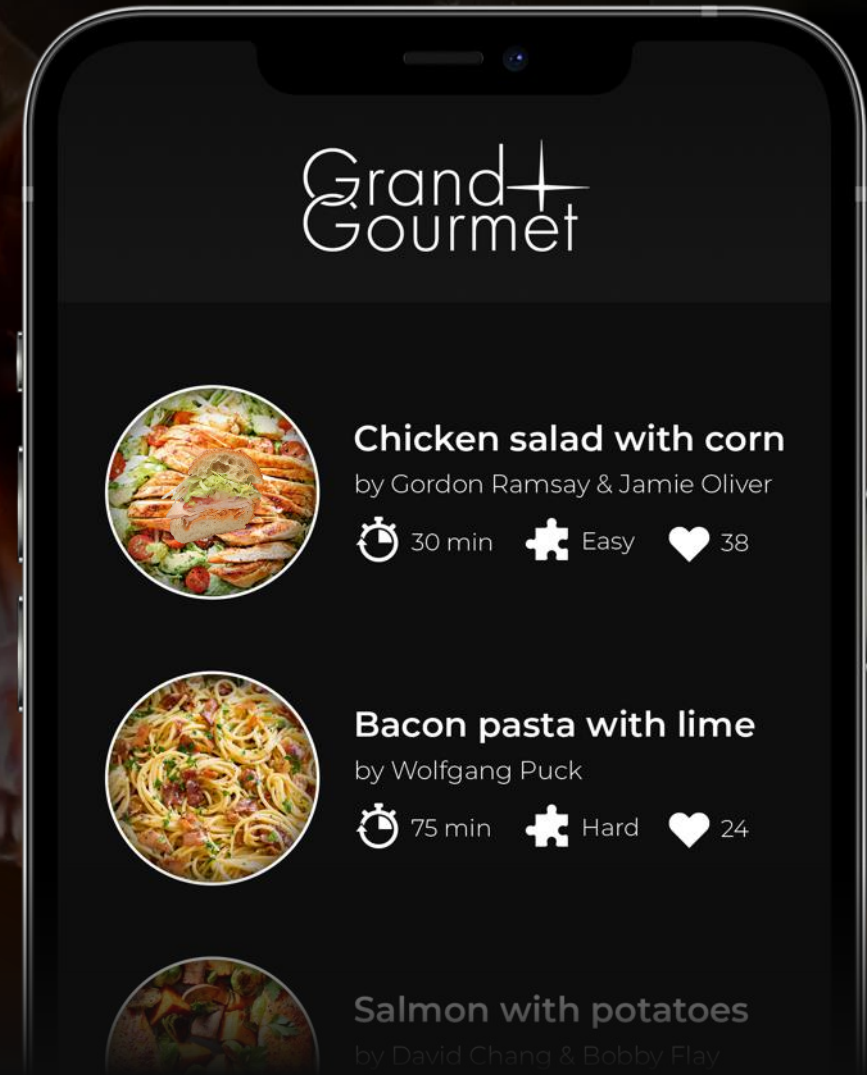 Grand
Gourmet
Chicken salad with corn
by Gordon Ramsay & Jamie Oliver
30 min Easy 38
Bacon pasta with lime
by Wolfgang Puck
75 min Hard 24
Salmon with potatoes
by David Chang & Bobby Flay